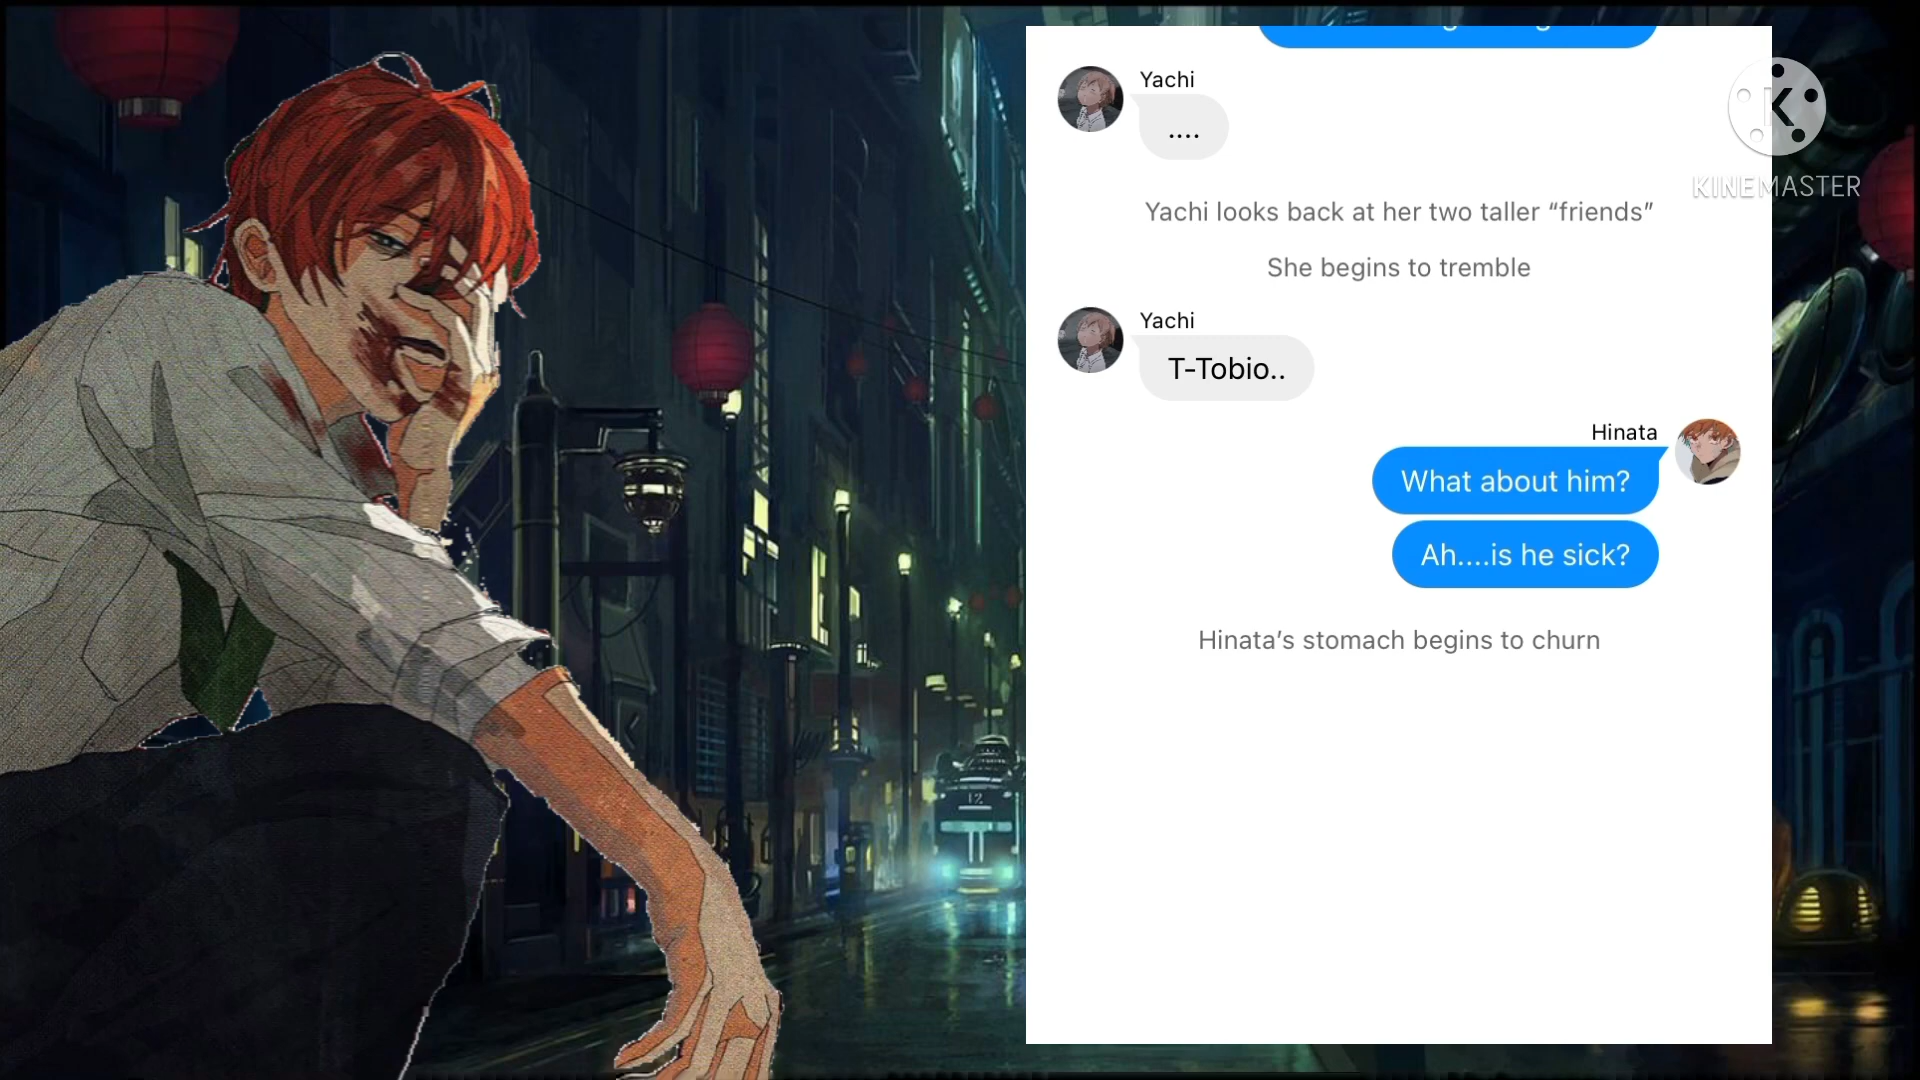 Yachi
....
Yachi looks back at her two taller “friends”
She begins to tremble
Yachi
T-Tobio..
Hinata
What about him?
Ah....is he sick?
Hinata’s stomach begins to churn
K
KINEMASTER
12